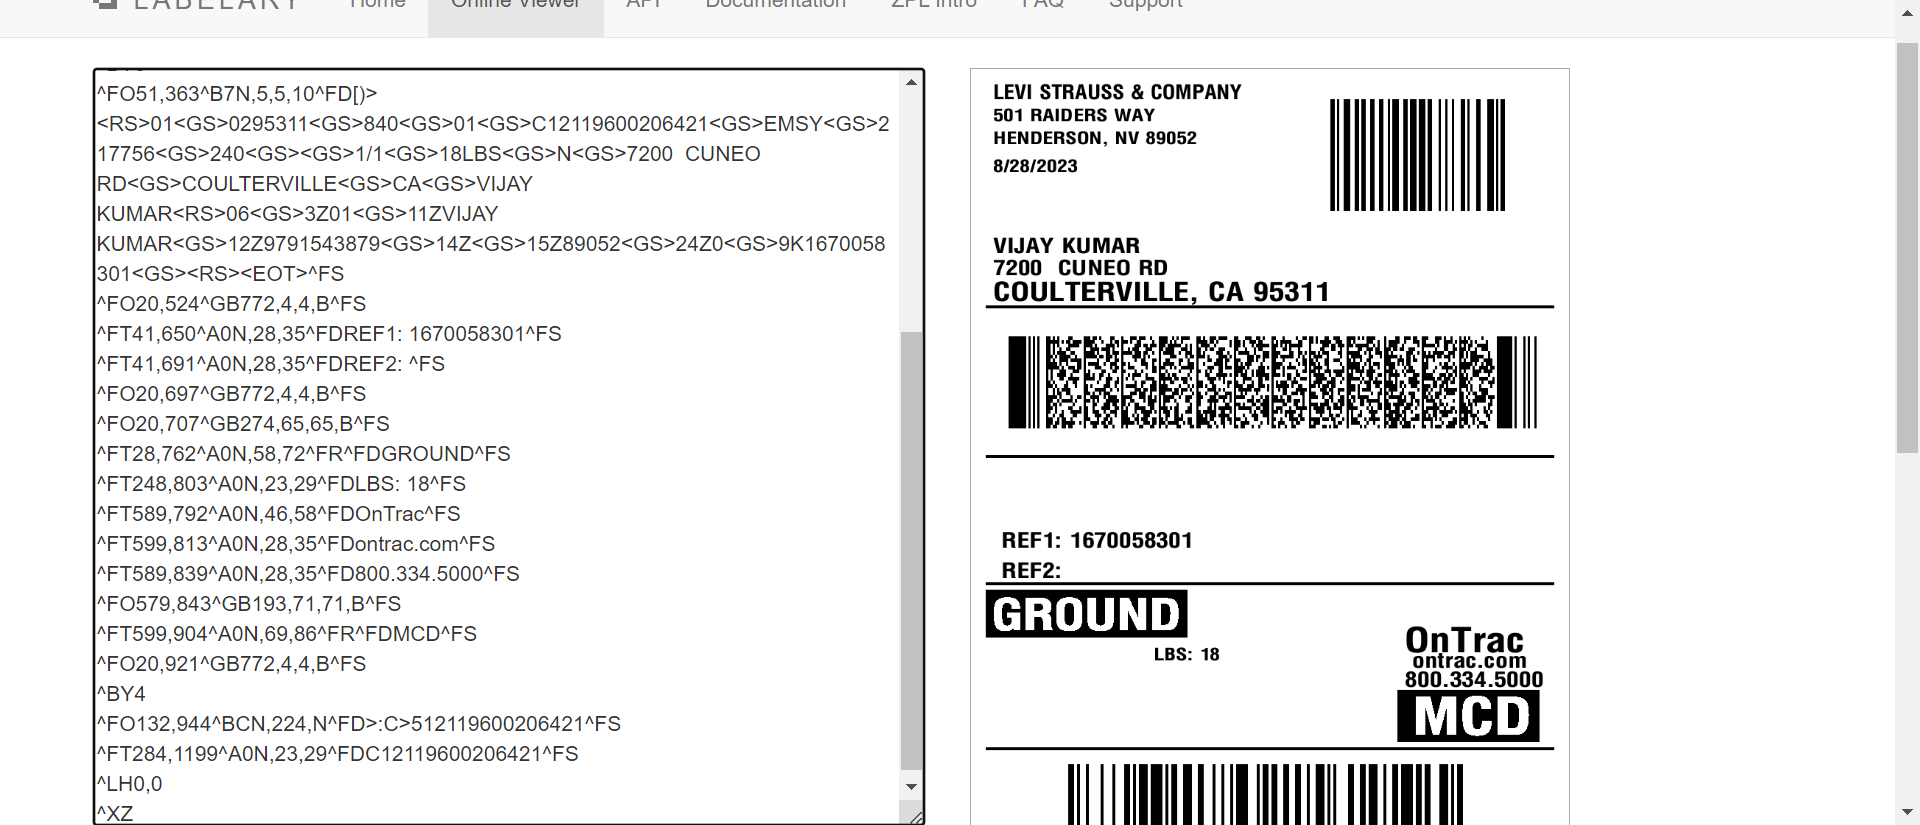 LABELARY Home Online Viewer API Documentation ZPL Intro FAQ Support
^FO51,363^B7N,5,5,10^FD[)>
<RS>01<GS>0295311<GS>840<GS>01<GS>C12119600206421<GS>EMSY<GS>2
17756<GS>240<GS><GS>1/1<GS>18LBS<GS>N<GS>7200  CUNEO
RD<GS>COULTERVILLE<GS>CA<GS>VIJAY
KUMAR<RS>06<GS>3Z01<GS>11ZVIJAY
KUMAR<GS>12Z9791543879<GS>14Z<GS>15Z89052<GS>24Z0<GS>9K1670058
301<GS><RS><EOT>^FS
^FO20,524^GB772,4,4,B^FS
^FT41,650^A0N,28,35^FDREF1: 1670058301^FS
^FT41,691^A0N,28,35^FDREF2: ^FS
^FO20,697^GB772,4,4,B^FS
^FO20,707^GB274,65,65,B^FS
^FT28,762^A0N,58,72^FR^FDGROUND^FS
^FT248,803^A0N,23,29^FDLBS: 18^FS
^FT589,792^A0N,46,58^FDOnTrac^FS
^FT599,813^A0N,28,35^FDontrac.com^FS
^FT589,839^A0N,28,35^FD800.334.5000^FS
^FO579,843^GB193,71,71,B^FS
^FT599,904^A0N,69,86^FR^FDMCD^FS
^FO20,921^GB772,4,4,B^FS
^BY4
^FO132,944^BCN,224,N^FD>:C>512119600206421^FS
^FT284,1199^A0N,23,29^FDC12119600206421^FS
^LH0,0
^XZ
LEVI STRAUSS & COMPANY
501 RAIDERS WAY
HENDERSON, NV 89052
8/28/2023
VIJAY KUMAR
7200  CUNEO RD
COULTERVILLE, CA 95311
REF1: 1670058301
REF2:
GROUND
LBS: 18
OnTrac
ontrac.com
800.334.5000
MCD